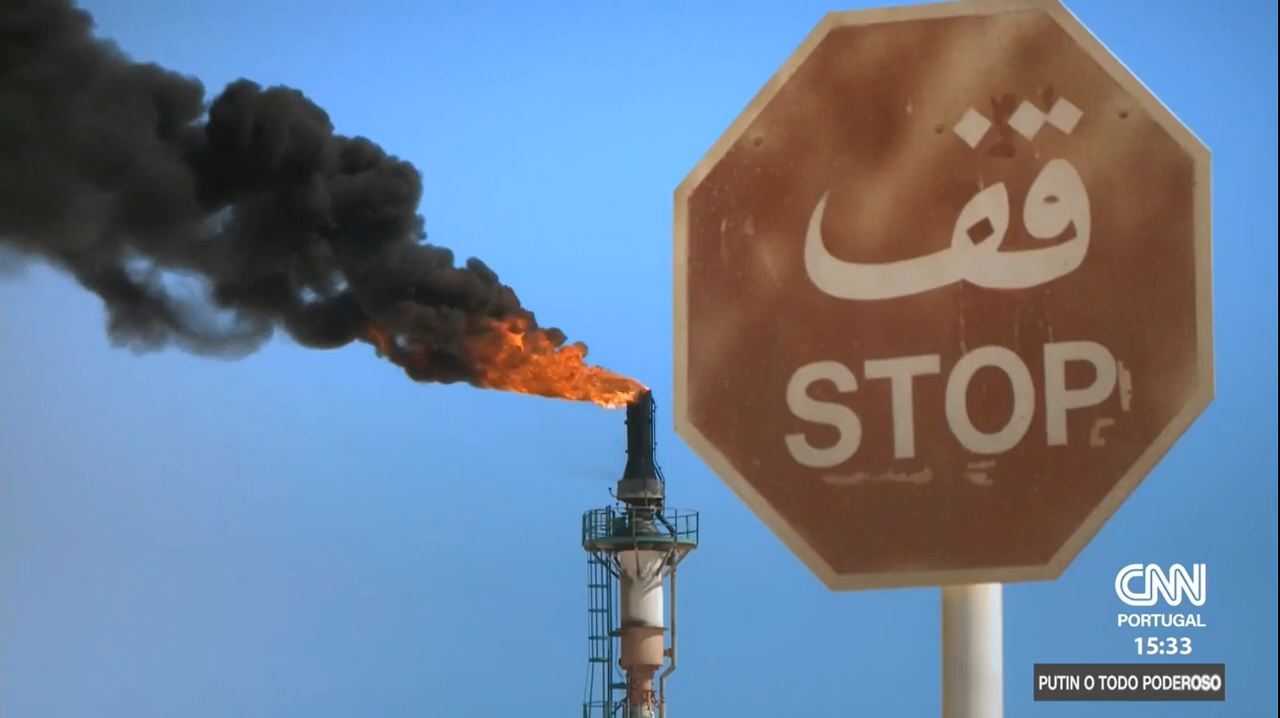 قف
STOP
CNN
PORTUGAL
15:33
PUTIN O TODO PODEROSO